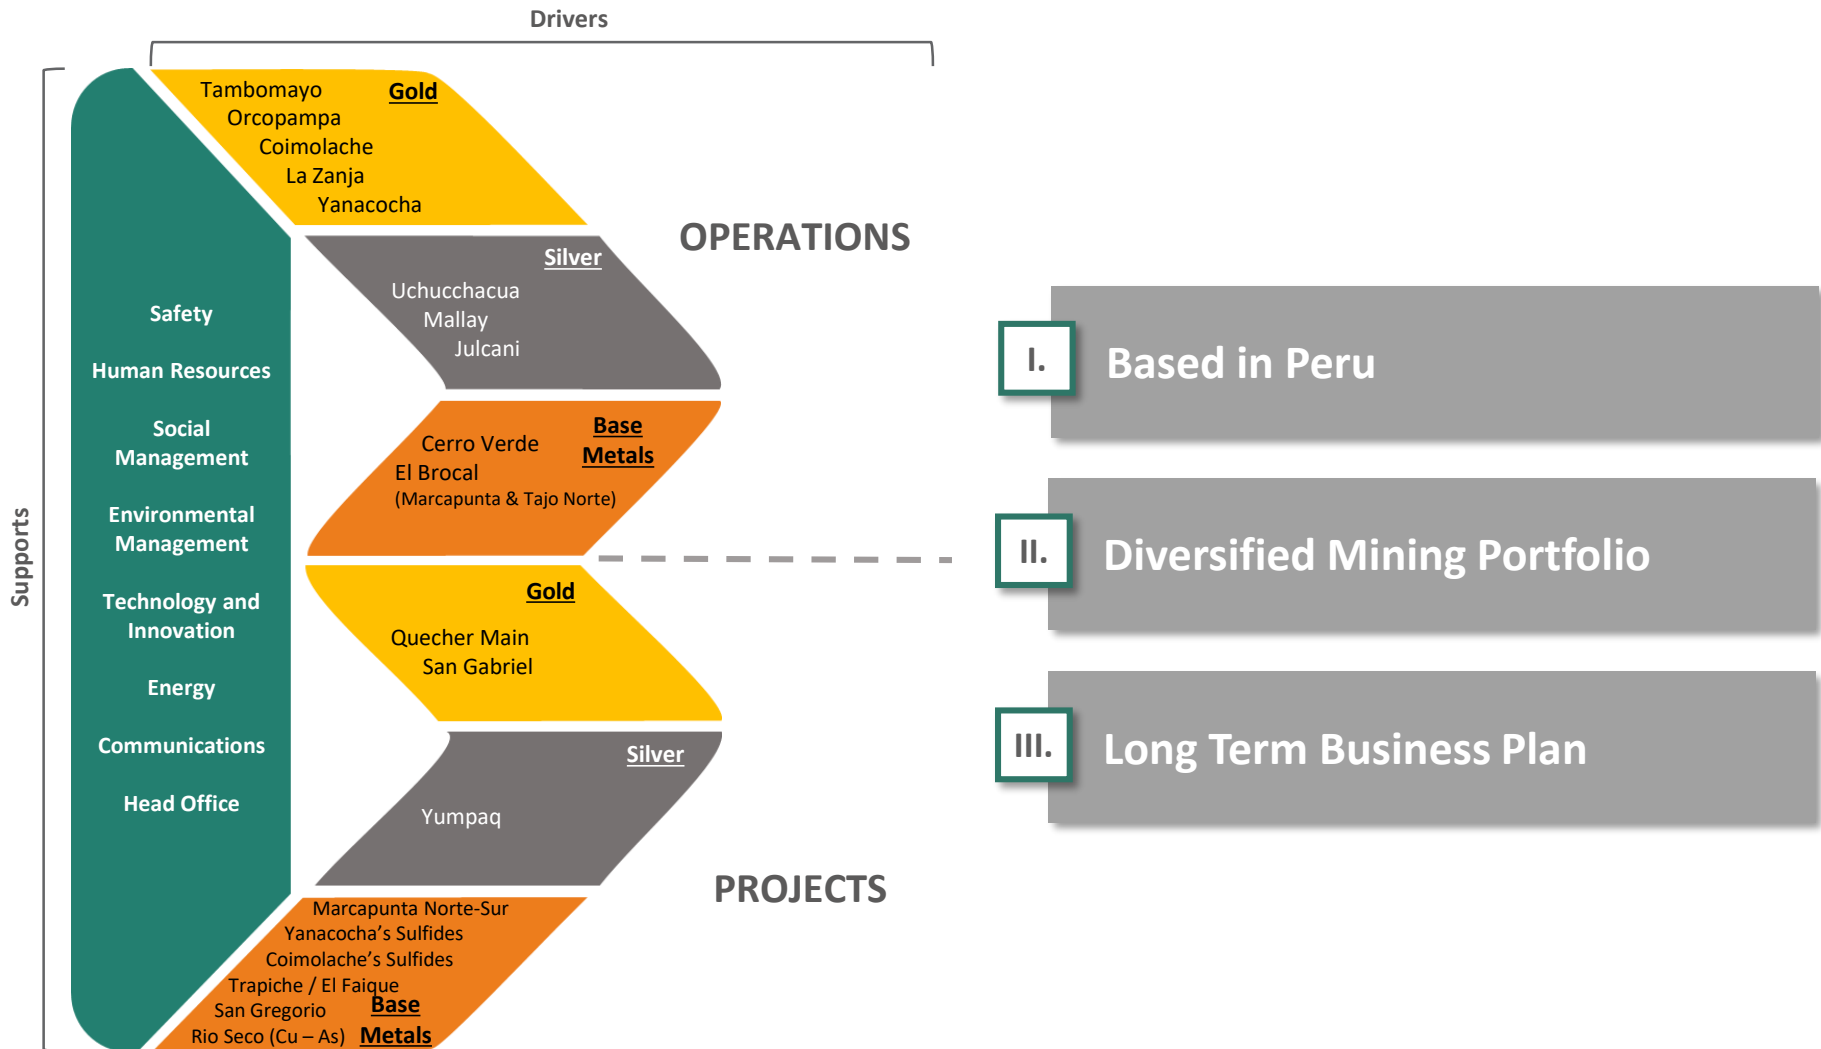 Drivers
Supports
Safety
Human Resources
Social
Management
Environmental
Management
Technology and
Innovation
Energy
Communications
Head Office
Gold
Tambomayo
Orcopampa
Coimolache
La Zanja
Yanacocha
Silver
Uchucchacua
Mallay
Julcani
Base
Metals
Cerro Verde
El Brocal
(Marcapunta & Tajo Norte)
OPERATIONS
Gold
Quecher Main
San Gabriel
Silver
Yumpaq
PROJECTS
Marcapunta Norte-Sur
Yanacocha’s Sulfides
Coimolache’s Sulfides
Trapiche / El Faique
San Gregorio
Rio Seco (Cu – As)
Base
Metals
I. Based in Peru
II. Diversified Mining Portfolio
III. Long Term Business Plan